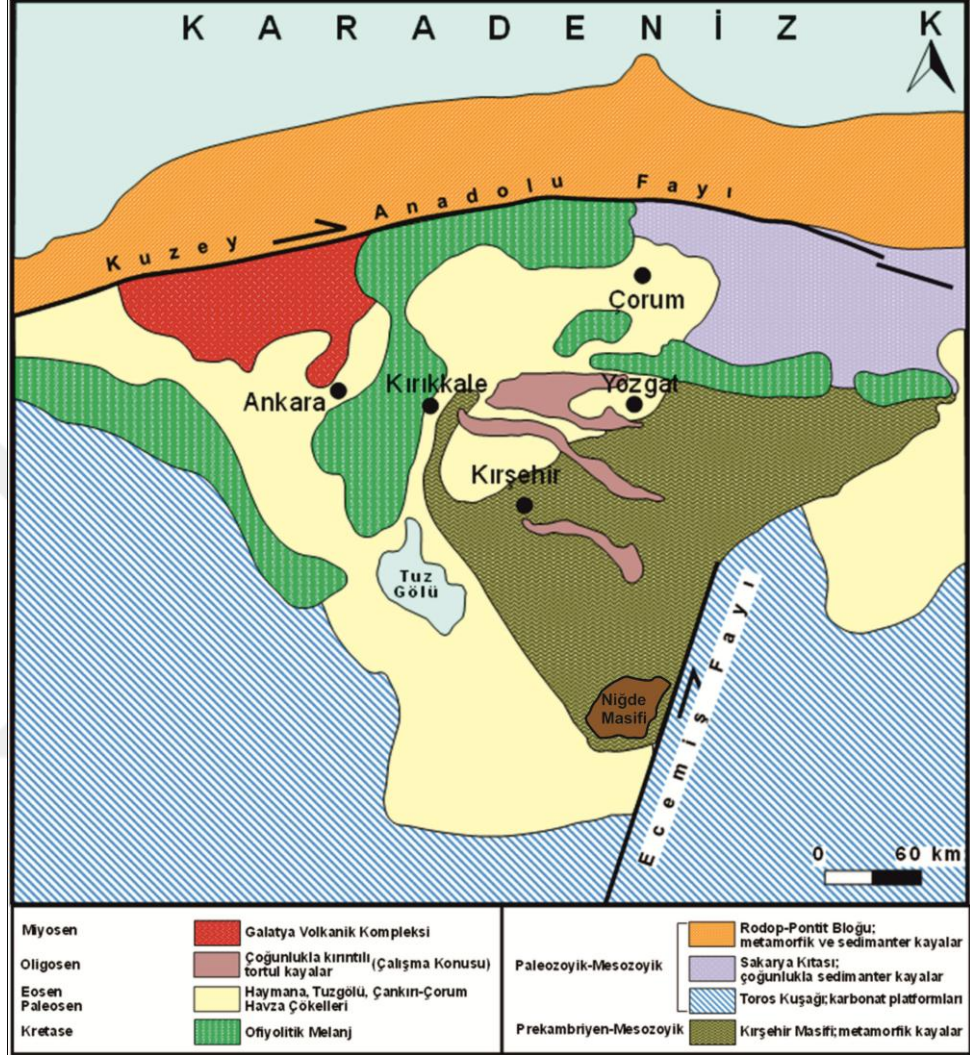 K A R A D E N İ Z
K
Kuzey Anadolu Fayı
Çorum
Ankara
Kırıkkale
Yozgat
Kırşehir
Tuz
Gölü
Niğde
Masifi
Ecemiş Fayı
0 60 km
Miyosen
Galatya Volkanik Kompleksi
Oligosen
Çoğunlukla kırıntılı
tortul kayalar (Çalışma Konusu)
Eosen
Paleosen
Haymana, Tuzgölü, Çankırı-Çorum
Havza Çökelleri
Kretase
Ofiyolitik Melanj
Paleozoyik-Mesozoyik
Rodop-Pontit Bloğu;
metamorfik ve sedimanter kayalar
Sakarya Kıtası;
çoğunlukla sedimanter kayalar
Toros Kuşağı;karbonat platformları
Prekambriyen-Mesozoyik
Kırşehir Masifi;metamorfik kayalar